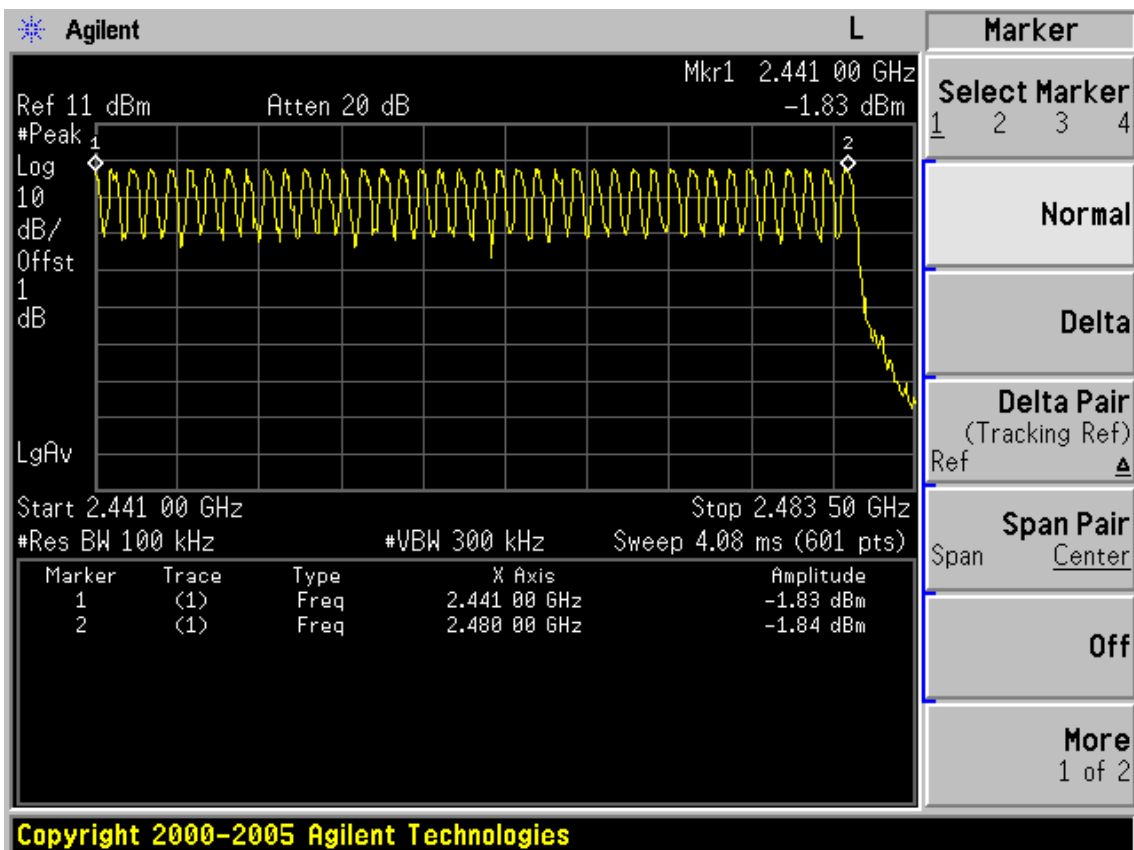 Agilent L
Mkr1 2.441 00 GHz
Ref 11 dBm Atten 20 dB -1.83 dBm
#Peak
Log
10
dB/
Offst
1
dB
LgAv
1
2
Start 2.441 00 GHz Stop 2.483 50 GHz
#Res BW 100 kHz #VBW 300 kHz Sweep 4.08 ms (601 pts)
Marker Trace Type X Axis Amplitude
1 (1) Freq 2.441 00 GHz -1.83 dBm
2 (1) Freq 2.480 00 GHz -1.84 dBm
Marker
Select Marker
1 2 3 4
Normal
Delta
Delta Pair
(Tracking Ref)
Ref Δ
Span Pair
Span Center
Off
More
1 of 2
Copyright 2000-2005 Agilent Technologies